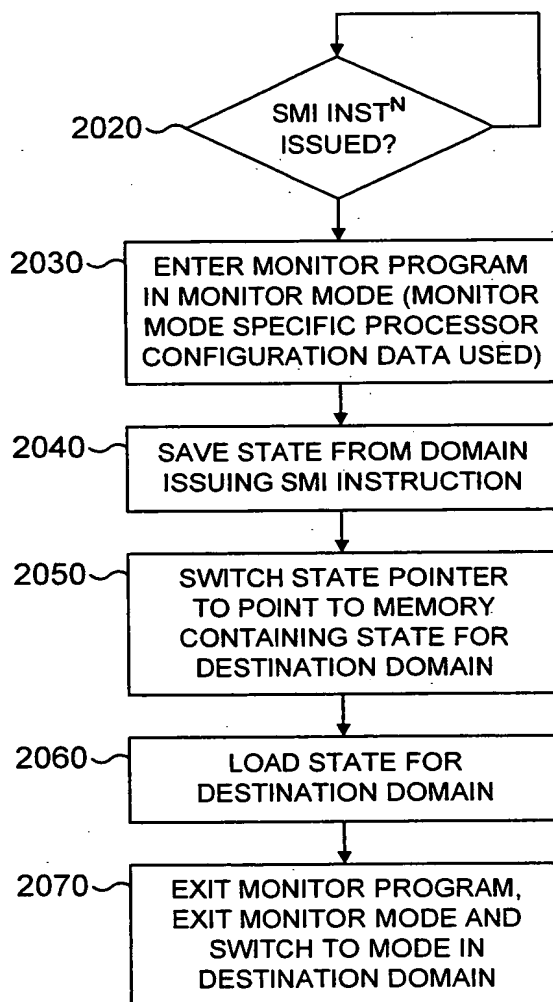 2020
SMI INSTᴺ
ISSUED?
2030
ENTER MONITOR PROGRAM
IN MONITOR MODE (MONITOR
MODE SPECIFIC PROCESSOR
CONFIGURATION DATA USED)
2040
SAVE STATE FROM DOMAIN
ISSUING SMI INSTRUCTION
2050
SWITCH STATE POINTER
TO POINT TO MEMORY
CONTAINING STATE FOR
DESTINATION DOMAIN
2060
LOAD STATE FOR
DESTINATION DOMAIN
2070
EXIT MONITOR PROGRAM,
EXIT MONITOR MODE AND
SWITCH TO MODE IN
DESTINATION DOMAIN